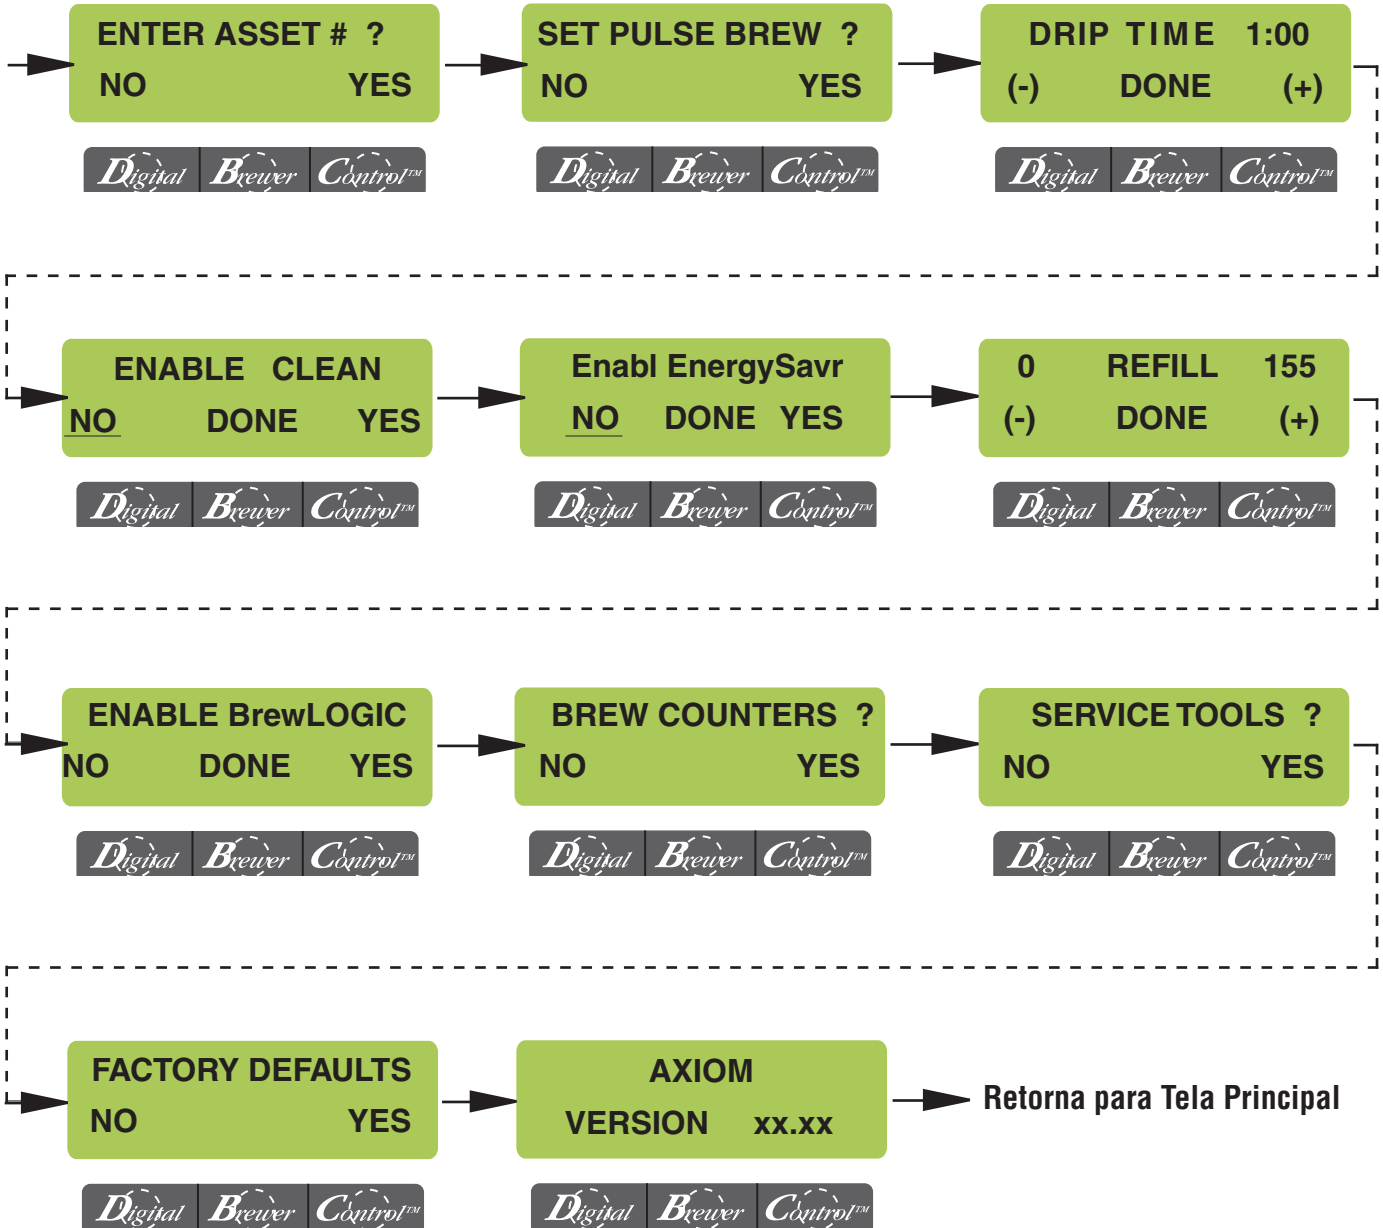 ENTER ASSET # ?
NO YES
Digital Brewer Control™
SET PULSE BREW ?
NO YES
Digital Brewer Control™
DRIP TIME 1:00
(-) DONE (+)
Digital Brewer Control™
ENABLE CLEAN
NO DONE YES
Digital Brewer Control™
Enabl EnergySavr
NO DONE YES
Digital Brewer Control™
0 REFILL 155
(-) DONE (+)
Digital Brewer Control™
ENABLE BrewLOGIC
NO DONE YES
Digital Brewer Control™
BREW COUNTERS ?
NO YES
Digital Brewer Control™
SERVICE TOOLS ?
NO YES
Digital Brewer Control™
FACTORY DEFAULTS
NO YES
Digital Brewer Control™
AXIOM
VERSION xx.xx
Digital Brewer Control™
Retorna para Tela Principal